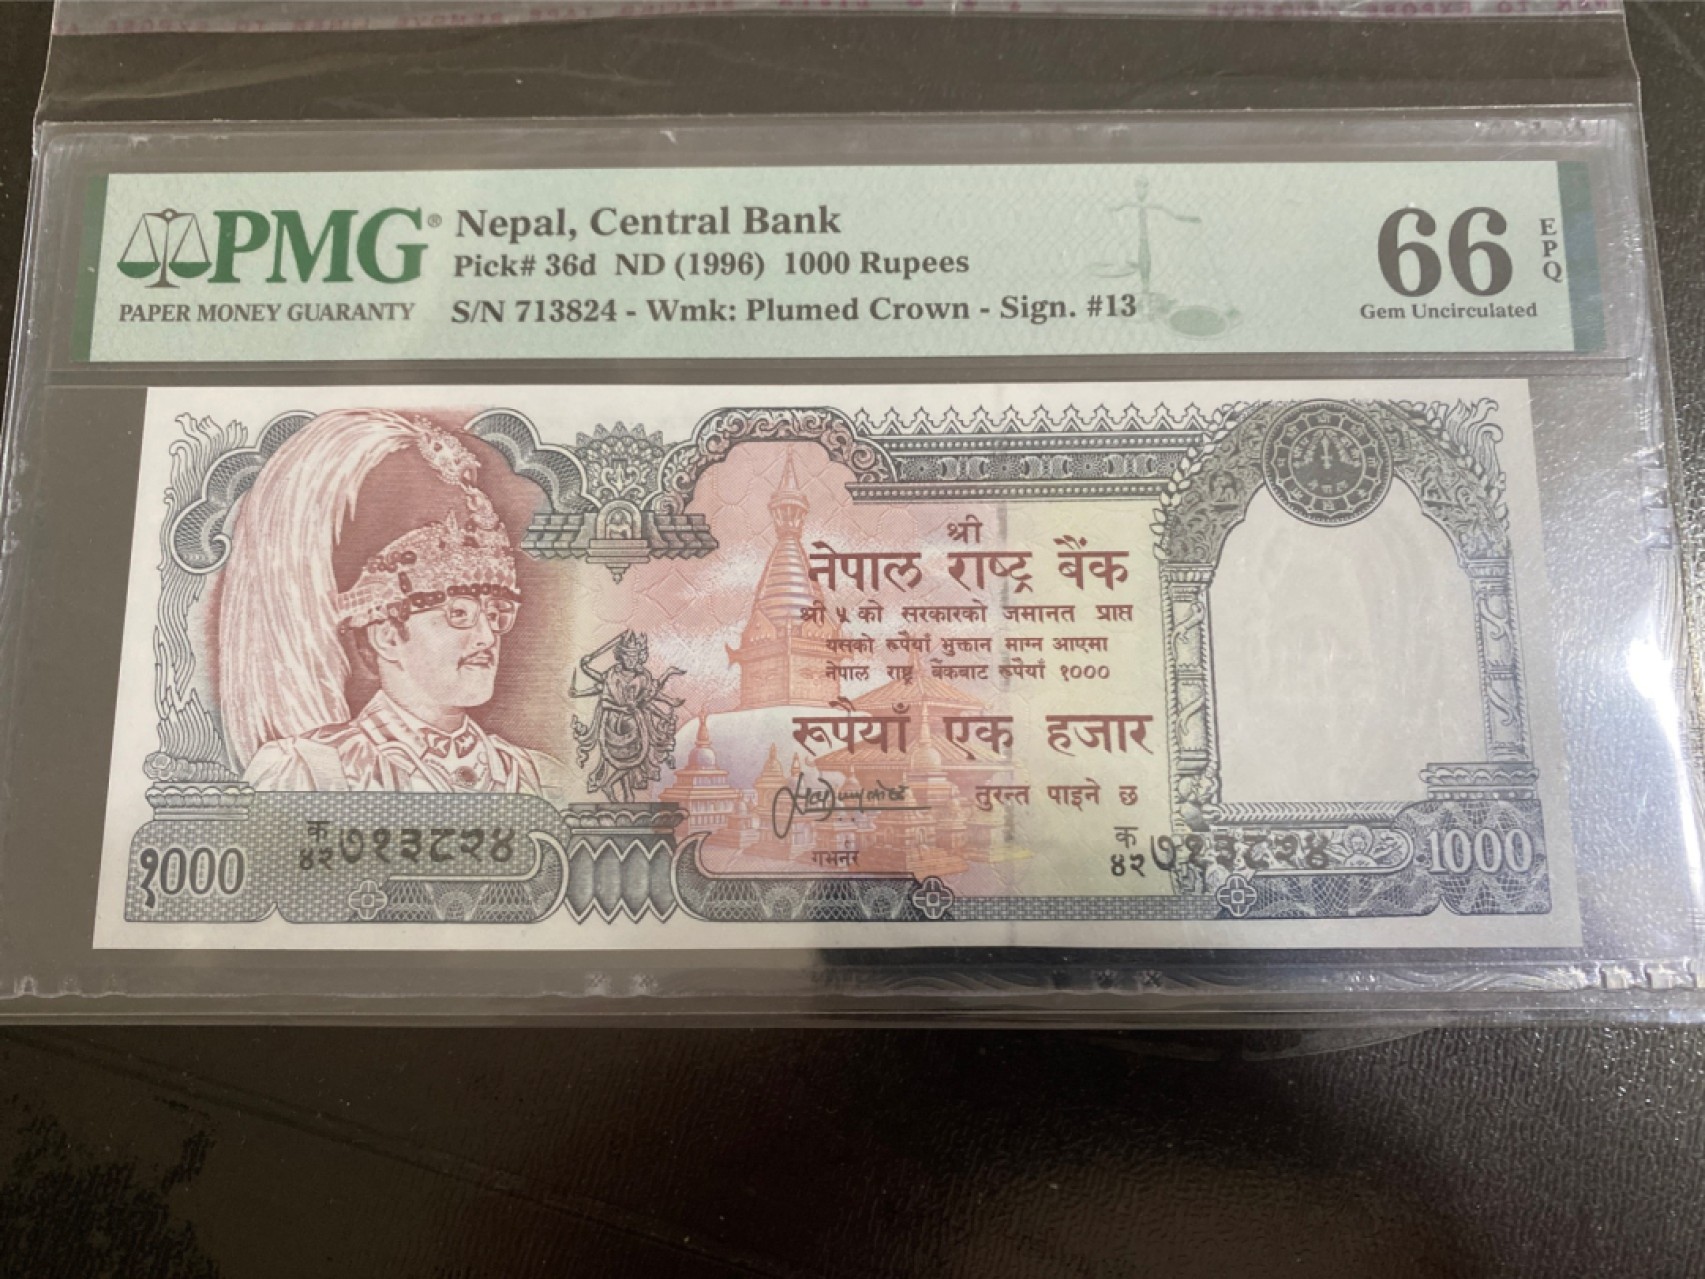 PMG®
PAPER MONEY GUARANTY
Nepal, Central Bank
Pick# 36d ND (1996) 1000 Rupees
S/N 713824 - Wmk: Plumed Crown - Sign. #13
66
EPQ
Gem Uncirculated
श्री
नेपाल राष्ट्र बैंक
श्री ५ को सरकारको जमानत प्राप्त
यसको रूपैयाँ भुक्तान माग्न आएमा
नेपाल राष्ट्र बैंकबाट रूपैयाँ १०००
रूपैयाँ एक हजार
तुरन्त पाइने छ
गभर्नर
क
४२ ७१३८२४
क
४२ ७१३८२४
१०००
1000